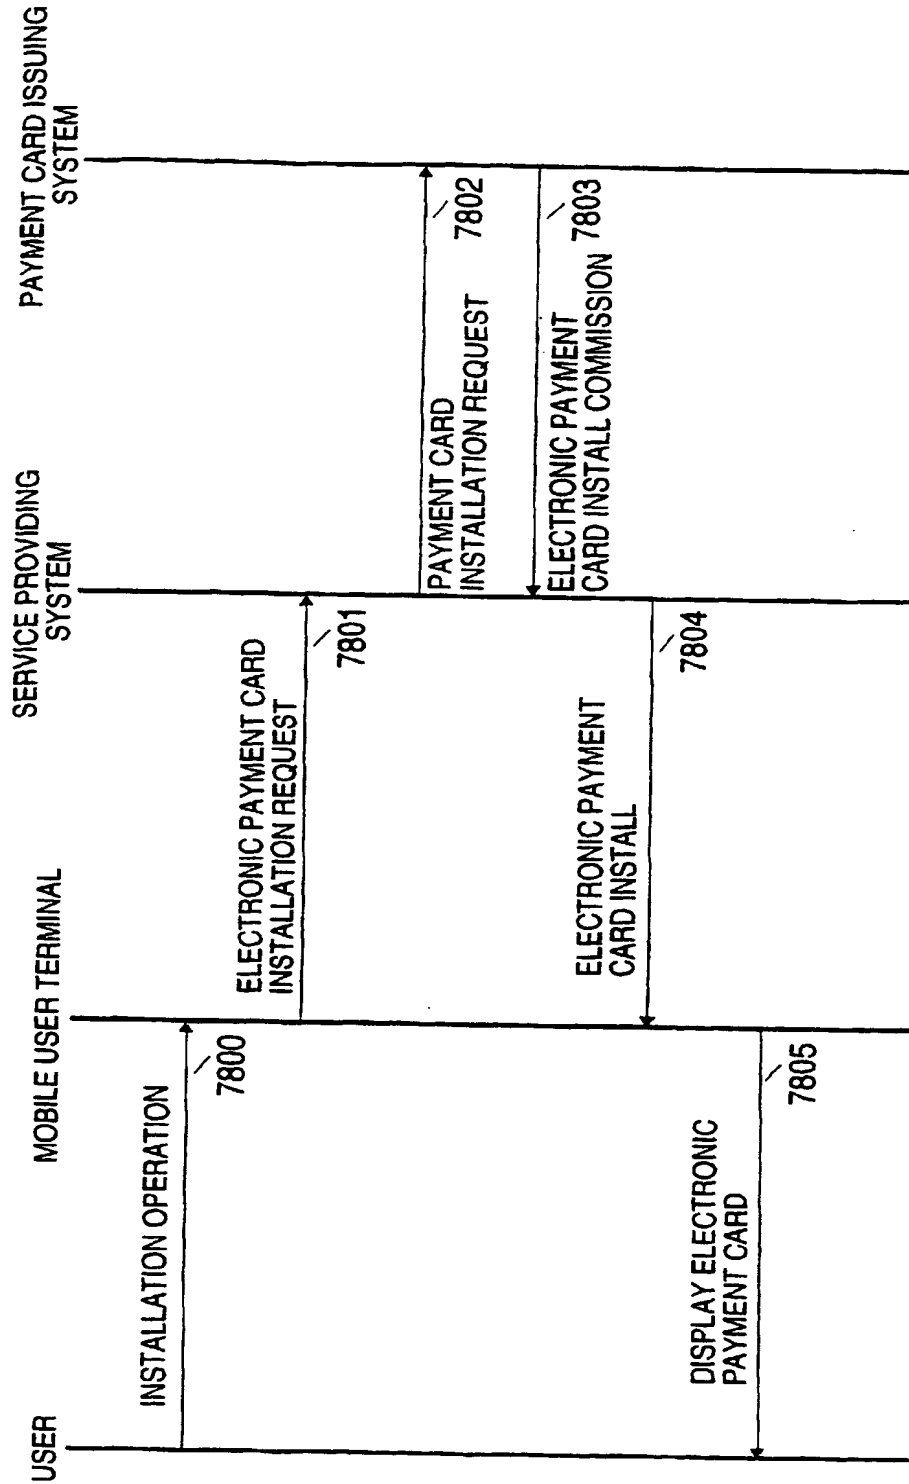 USER
MOBILE USER TERMINAL
SERVICE PROVIDING
SYSTEM
PAYMENT CARD ISSUING
SYSTEM
INSTALLATION OPERATION
7800
ELECTRONIC PAYMENT CARD
INSTALLATION REQUEST
7801
PAYMENT CARD
INSTALLATION REQUEST
7802
ELECTRONIC PAYMENT
CARD INSTALL COMMISSION
7803
ELECTRONIC PAYMENT
CARD INSTALL
7804
DISPLAY ELECTRONIC
PAYMENT CARD
7805